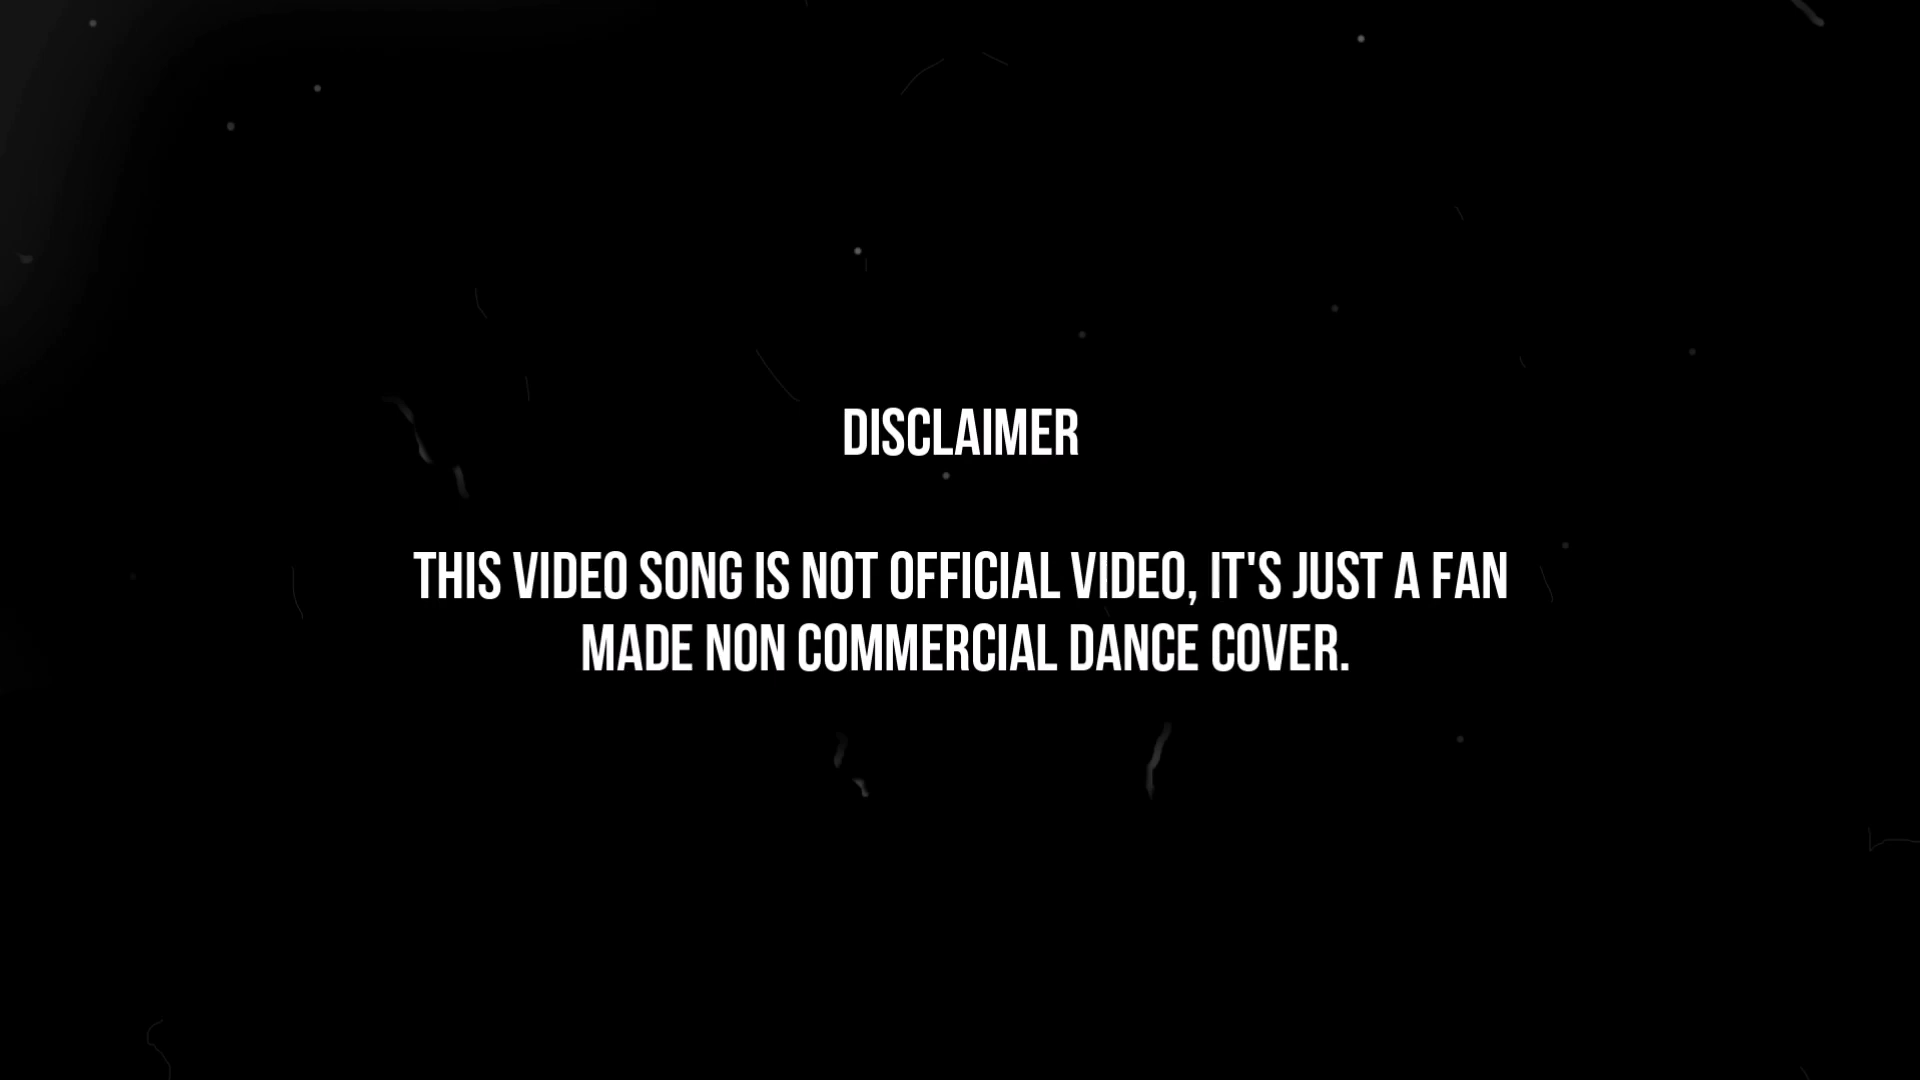 DISCLAIMER
THIS VIDEO SONG IS NOT OFFICIAL VIDEO, IT'S JUST A FAN
MADE NON COMMERCIAL DANCE COVER.